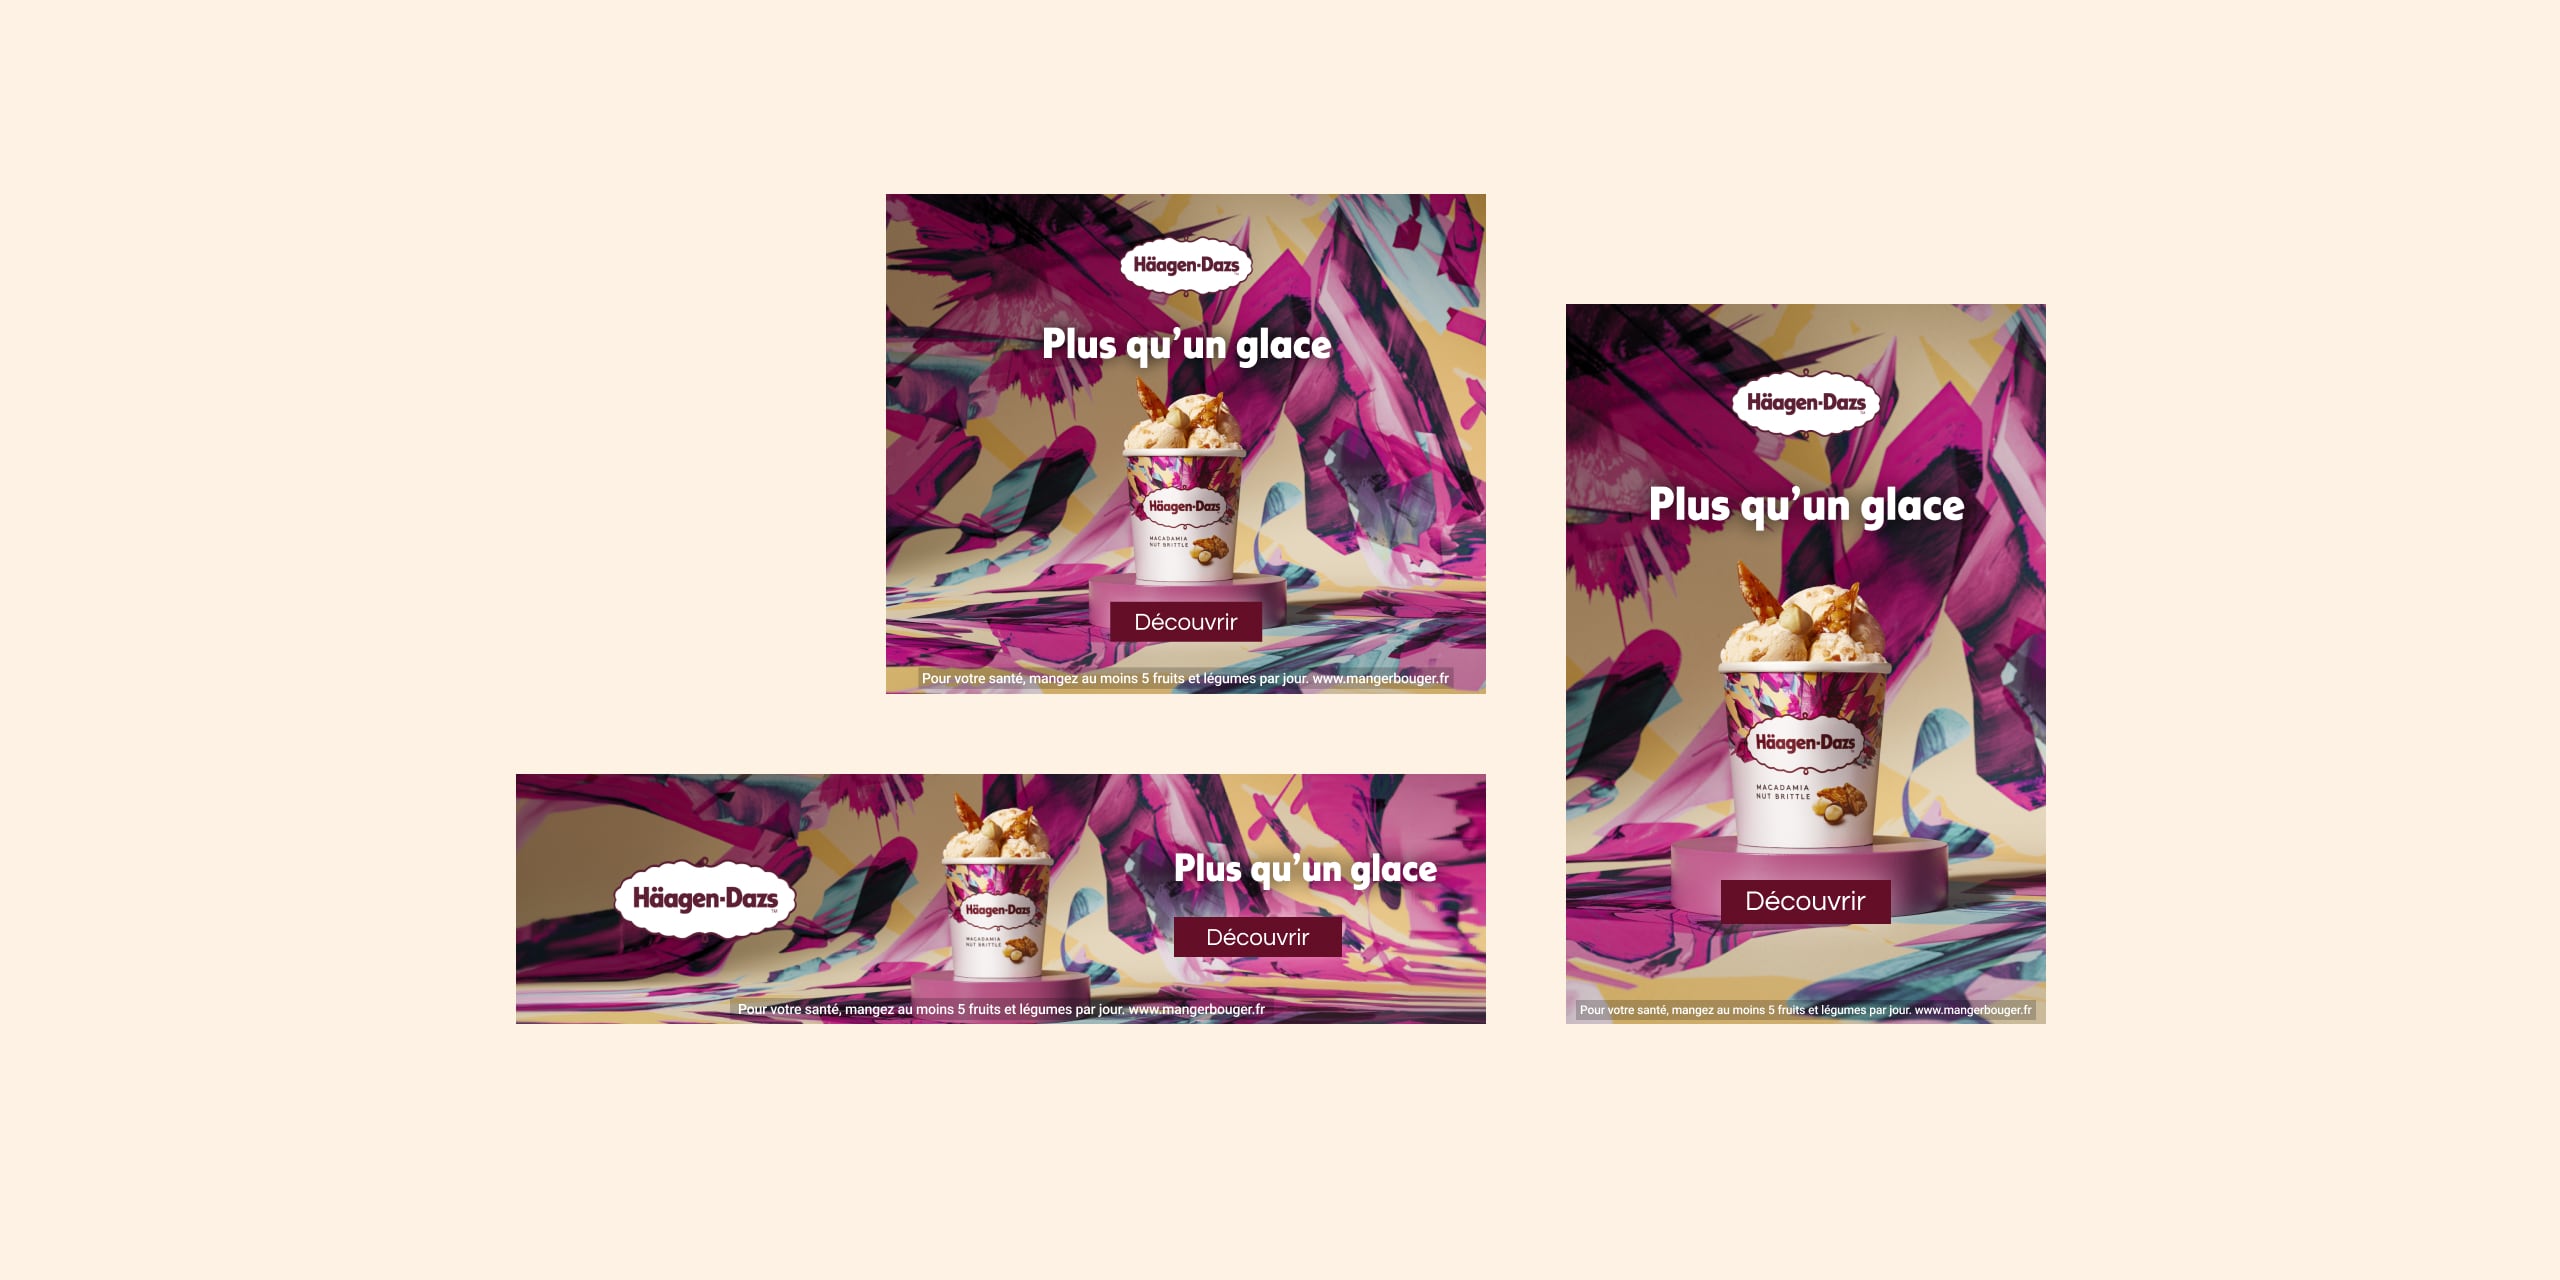 Häagen-Dazs
Plus qu'un glace
Häagen-Dazs
MACADAMIA
NUT BRITTLE
Découvrir
Pour votre santé, mangez au moins 5 fruits et légumes par jour. www.mangerbouger.fr
Häagen-Dazs
Plus qu'un glace
Häagen-Dazs
MACADAMIA
NUT BRITTLE
Découvrir
Pour votre santé, mangez au moins 5 fruits et légumes par jour. www.mangerbouger.fr
Häagen-Dazs
TM
Häagen-Dazs
MACADAMIA
NUT BRITTLE
Plus qu'un glace
Découvrir
Pour votre santé, mangez au moins 5 fruits et légumes par jour. www.mangerbouger.fr